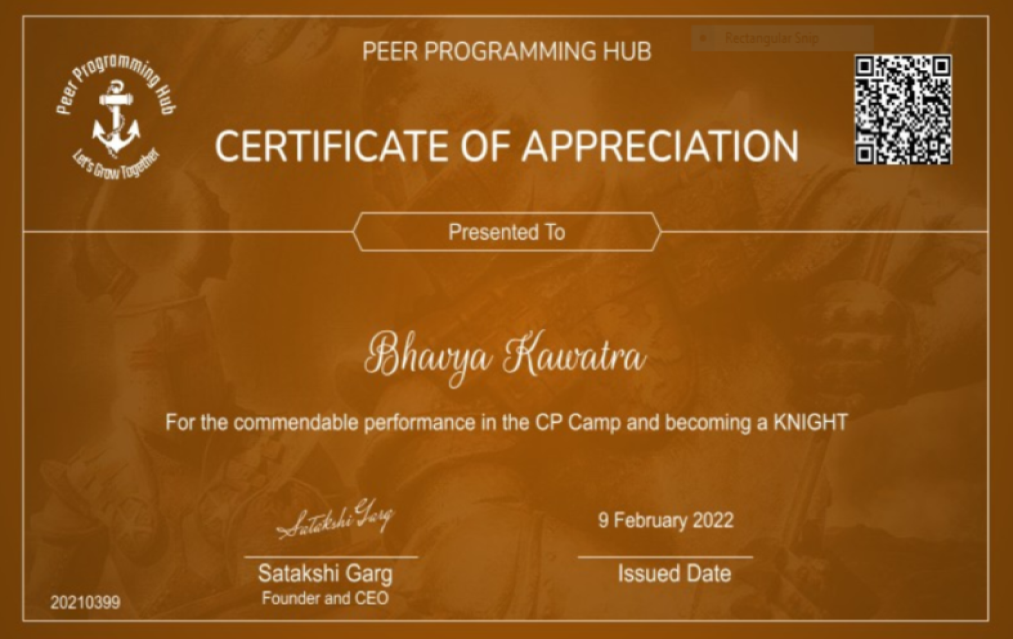 PEER PROGRAMMING HUB
Rectangular Snip
Peer Programming Hub
Let's Grow Together
CERTIFICATE OF APPRECIATION
Presented To
Bhavya Kawatra
For the commendable performance in the CP Camp and becoming a KNIGHT
Satakshi Garg
9 February 2022
Satakshi Garg
Issued Date
Founder and CEO
20210399